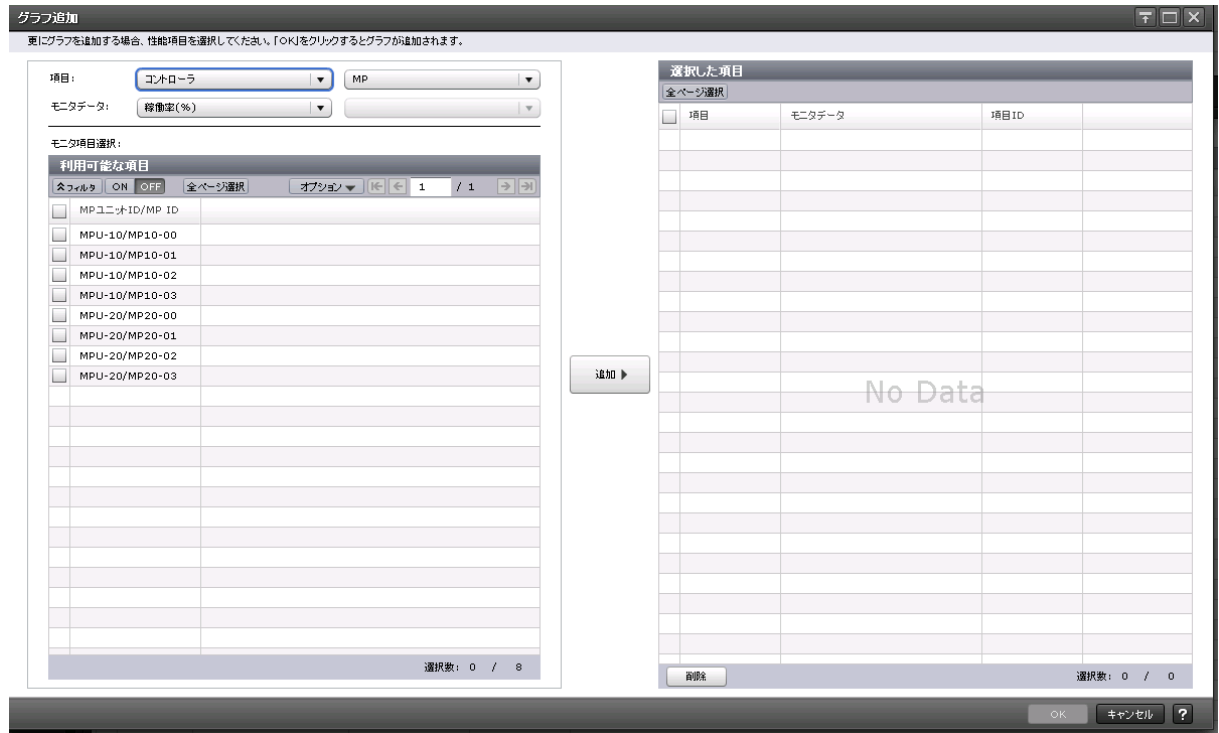 グラフ追加
更にグラフを追加する場合、性能項目を選択してください。「OK」をクリックするとグラフが追加されます。
項目: コントローラ MP
モニタデータ: 稼働率(%)
モニタ項目選択:
利用可能な項目
フィルタ ON OFF 全ページ選択 オプション 1 / 1
MPユニットID/MP ID
MPU-10/MP10-00
MPU-10/MP10-01
MPU-10/MP10-02
MPU-10/MP10-03
MPU-20/MP20-00
MPU-20/MP20-01
MPU-20/MP20-02
MPU-20/MP20-03
選択数: 0 / 8
追加
選択した項目
全ページ選択
項目 モニタデータ 項目ID
No Data
削除 選択数: 0 / 0
OK キャンセル ?